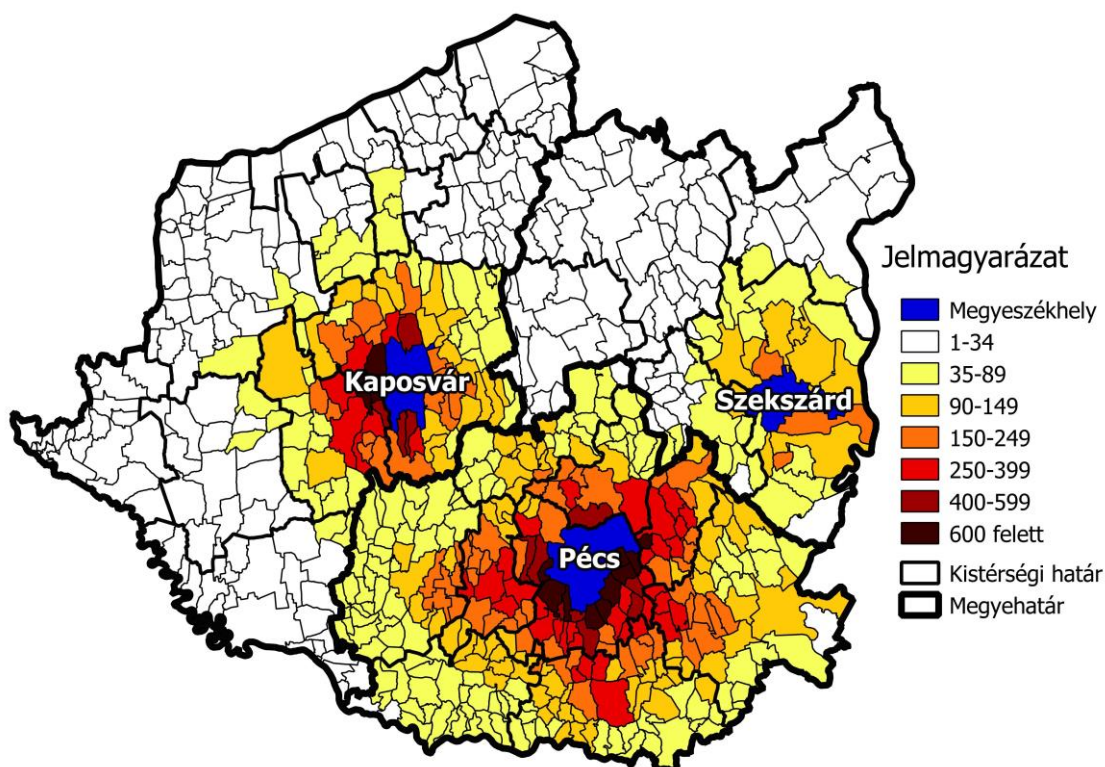 Kaposvár
Szekszárd
Pécs
Jelmagyarázat
Megyeszékhely
1-34
35-89
90-149
150-249
250-399
400-599
600 felett
Kistérségi határ
Megyehatár